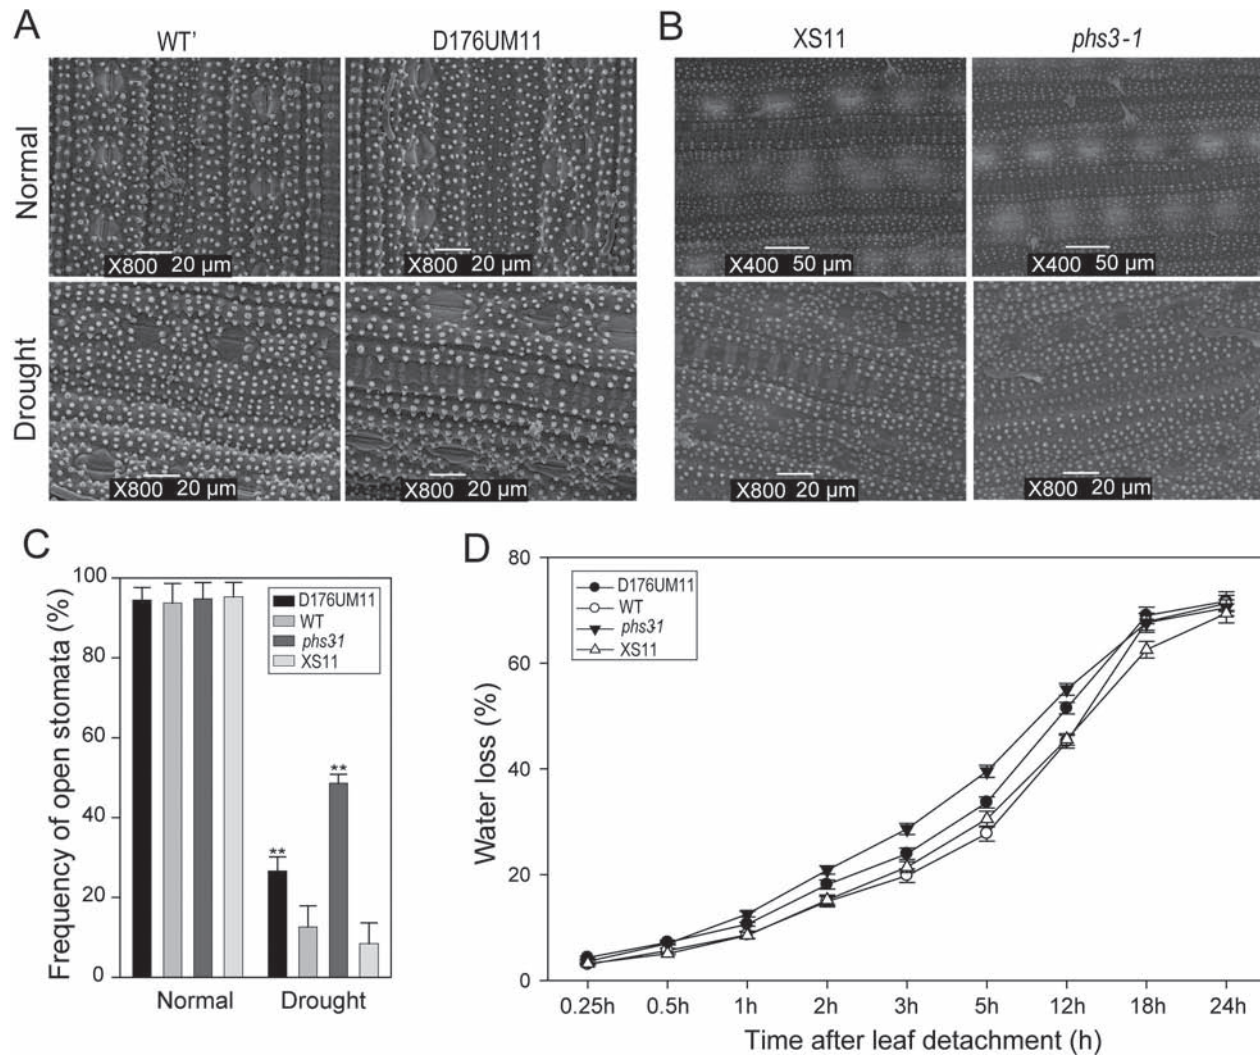 A
WT'
D176UM11
B
XS11
phs3-1
Normal
X800 20 µm
X800 20 µm
X400 50 µm
X400 50 µm
Drought
X800 20 µm
X800 20 µm
X800 20 µm
X800 20 µm
C
Frequency of open stomata (%)
100
80
60
40
20
0
D176UM11
WT
phs31
XS11
**
**
Normal
Drought
D
Water loss (%)
80
60
40
20
0
D176UM11
WT
phs31
XS11
0.25h
0.5h
1h
2h
3h
5h
12h
18h
24h
Time after leaf detachment (h)